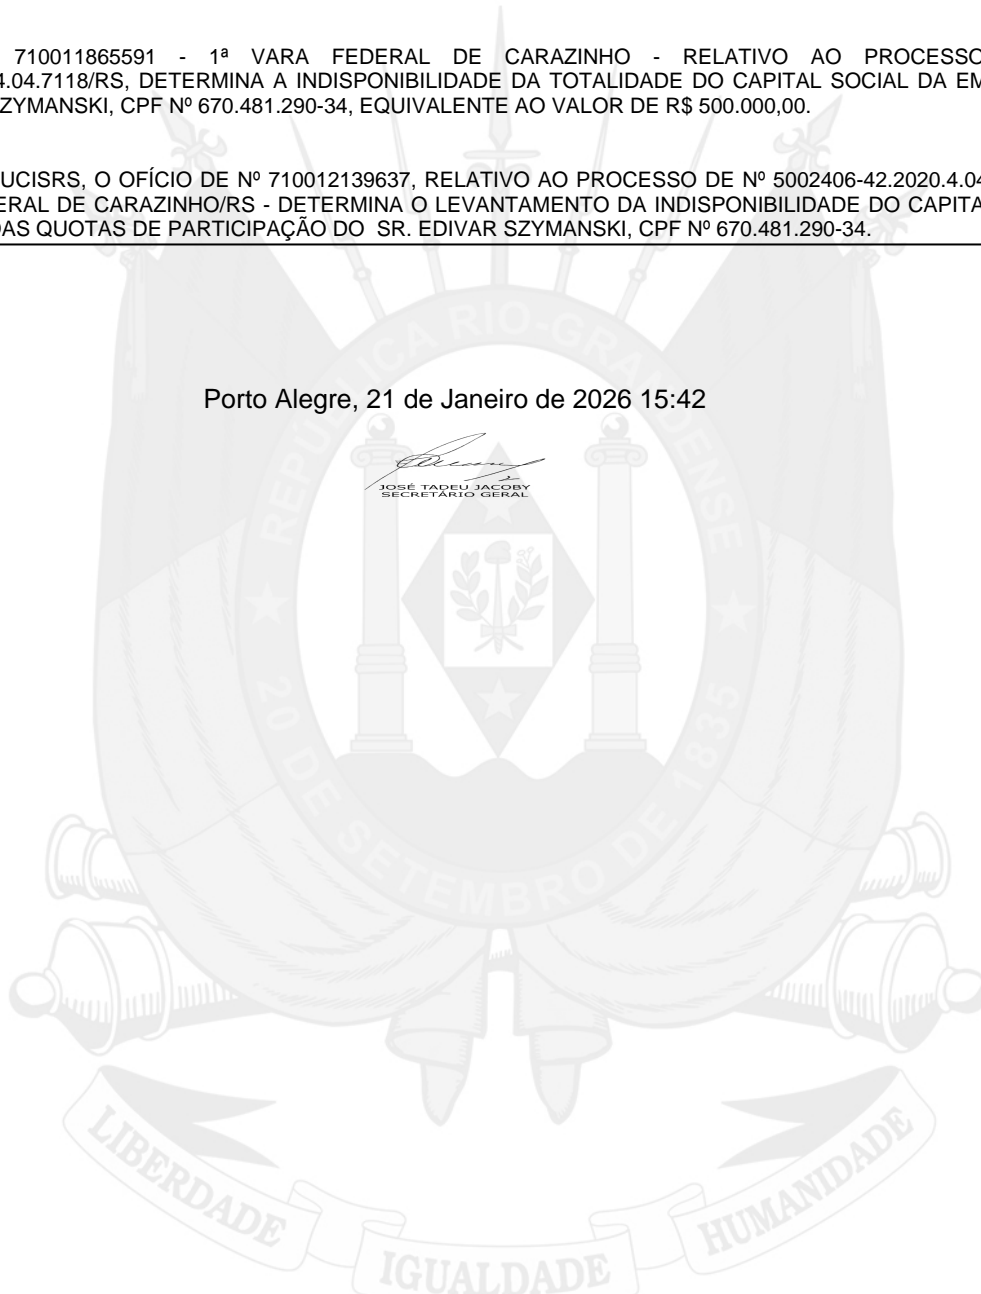 710011865591 - 1ª VARA FEDERAL DE CARAZINHO - RELATIVO AO PROCESSO
4.04.7118/RS, DETERMINA A INDISPONIBILIDADE DA TOTALIDADE DO CAPITAL SOCIAL DA EM
ZYMANSKI, CPF Nº 670.481.290-34, EQUIVALENTE AO VALOR DE R$ 500.000,00.
UCISRS, O OFÍCIO DE Nº 710012139637, RELATIVO AO PROCESSO DE Nº 5002406-42.2020.4.04
ERAL DE CARAZINHO/RS - DETERMINA O LEVANTAMENTO DA INDISPONIBILIDADE DO CAPITA
DAS QUOTAS DE PARTICIPAÇÃO DO SR. EDIVAR SZYMANSKI, CPF Nº 670.481.290-34.
Porto Alegre, 21 de Janeiro de 2026 15:42
JOSÉ TADEU JACOBY
SECRETÁRIO GERAL
REPÚBLICA RIO-GRANDENSE
20 DE SETEMBRO DE 1835
LIBERDADE
IGUALDADE
HUMANIDADE